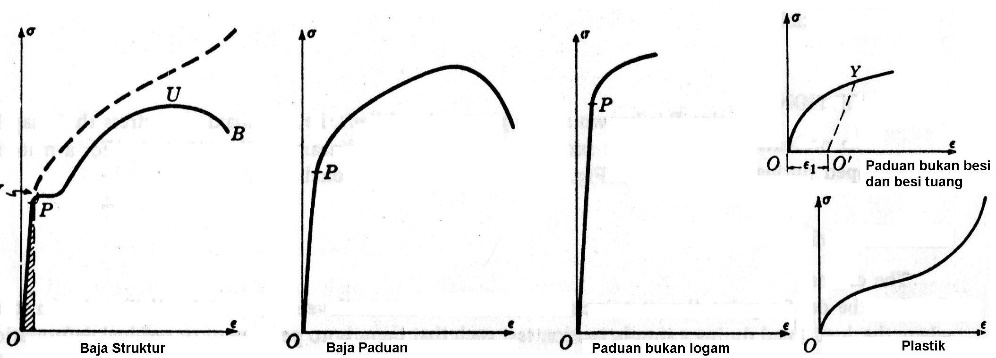 σ
U
B
Y
P
O
ε
Baja Struktur
σ
P
O
ε
Baja Paduan
σ
P
O
ε
Paduan bukan logam
σ
Y
ε
O
ε₁
O'
Paduan bukan besi
dan besi tuang
σ
O
ε
Plastik